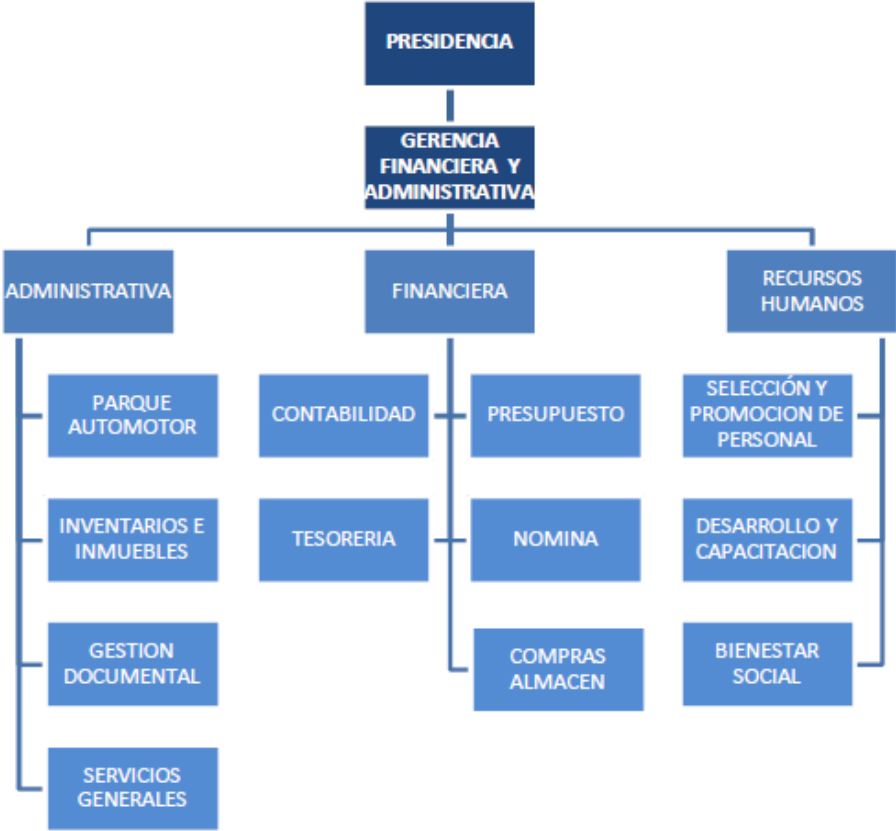 PRESIDENCIA
GERENCIA
FINANCIERA Y
ADMINISTRATIVA
ADMINISTRATIVA
FINANCIERA
RECURSOS
HUMANOS
PARQUE
AUTOMOTOR
CONTABILIDAD
PRESUPUESTO
SELECCIÓN Y
PROMOCION DE
PERSONAL
INVENTARIOS E
INMUEBLES
TESORERIA
NOMINA
DESARROLLO Y
CAPACITACION
GESTION
DOCUMENTAL
COMPRAS
ALMACEN
BIENESTAR
SOCIAL
SERVICIOS
GENERALES